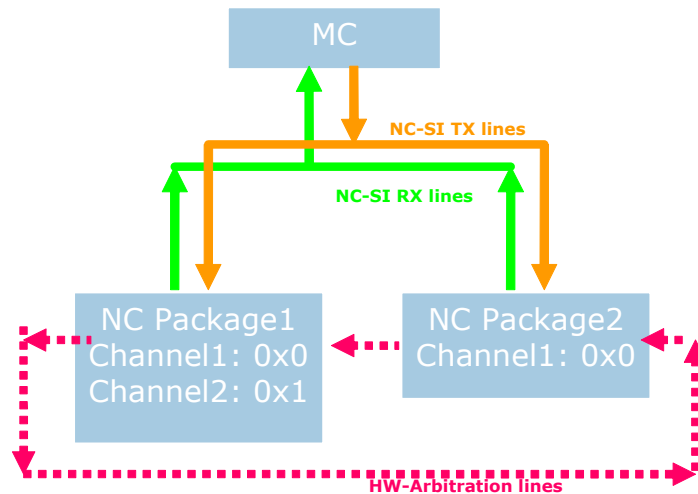 MC
NC-SI TX lines
NC-SI RX lines
NC Package1
Channel1: 0x0
Channel2: 0x1
NC Package2
Channel1: 0x0
HW-Arbitration lines